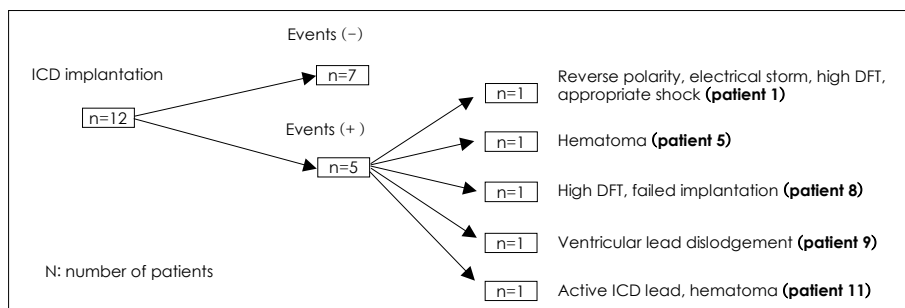 Events (−)
ICD implantation
n=7
n=12
Events (+)
n=5
n=1
Reverse polarity, electrical storm, high DFT,
appropriate shock (patient 1)
n=1
Hematoma (patient 5)
n=1
High DFT, failed implantation (patient 8)
n=1
Ventricular lead dislodgement (patient 9)
n=1
Active ICD lead, hematoma (patient 11)
N: number of patients